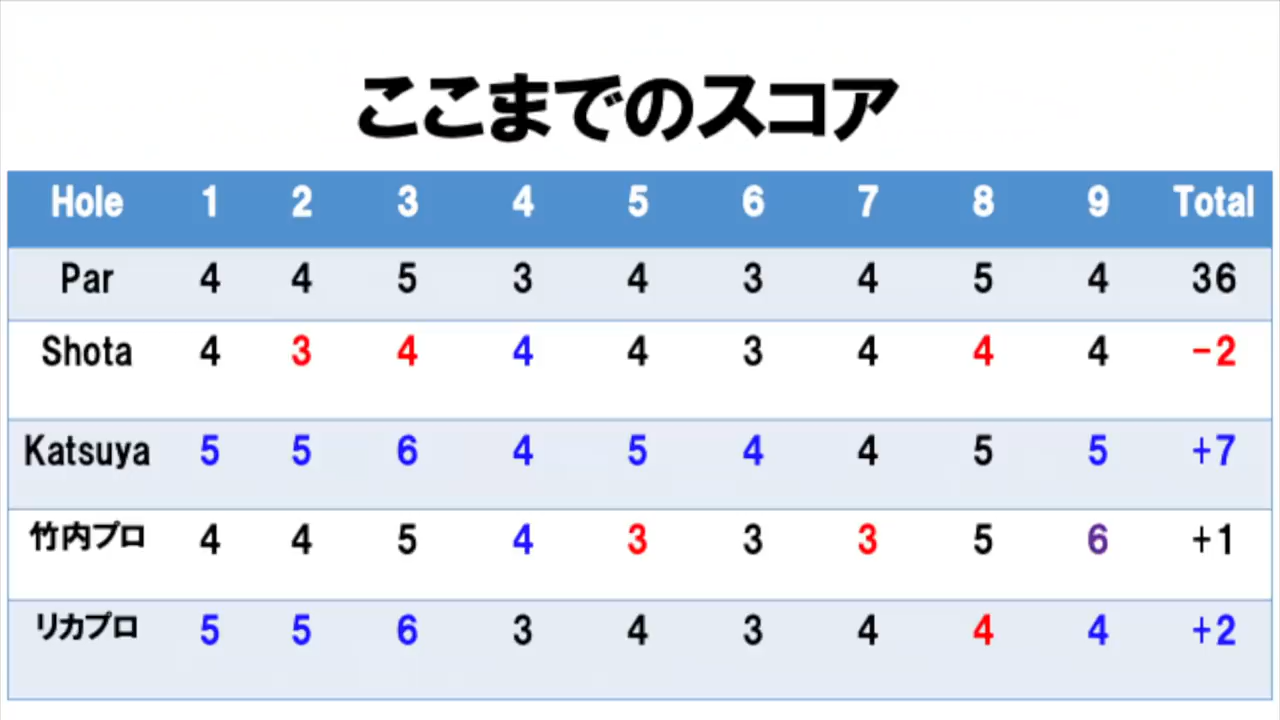 ここまでのスコア
Hole 1 2 3 4 5 6 7 8 9 Total
Par 4 4 5 3 4 3 4 5 4 36
Shota 4 3 4 4 4 3 4 4 4 -2
Katsuya 5 5 6 4 5 4 4 5 5 +7
竹内プロ 4 4 5 4 3 3 3 5 6 +1
リカプロ 5 5 6 3 4 3 4 4 4 +2